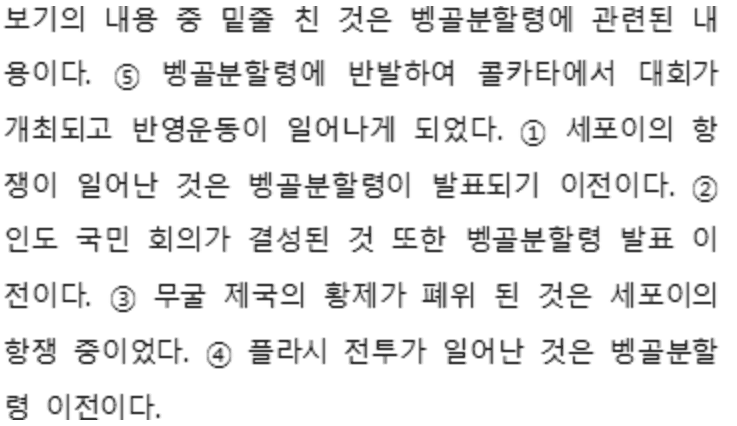 보기의 내용 중 밑줄 친 것은 벵골분할령에 관련된 내
용이다. ⑤ 벵골분할령에 반발하여 콜카타에서 대회가
개최되고 반영운동이 일어나게 되었다. ① 세포이의 항
쟁이 일어난 것은 벵골분할령이 발표되기 이전이다. ②
인도 국민 회의가 결성된 것 또한 벵골분할령 발표 이
전이다. ③ 무굴 제국의 황제가 폐위 된 것은 세포이의
항쟁 중이었다. ④ 플라시 전투가 일어난 것은 벵골분할
령 이전이다.